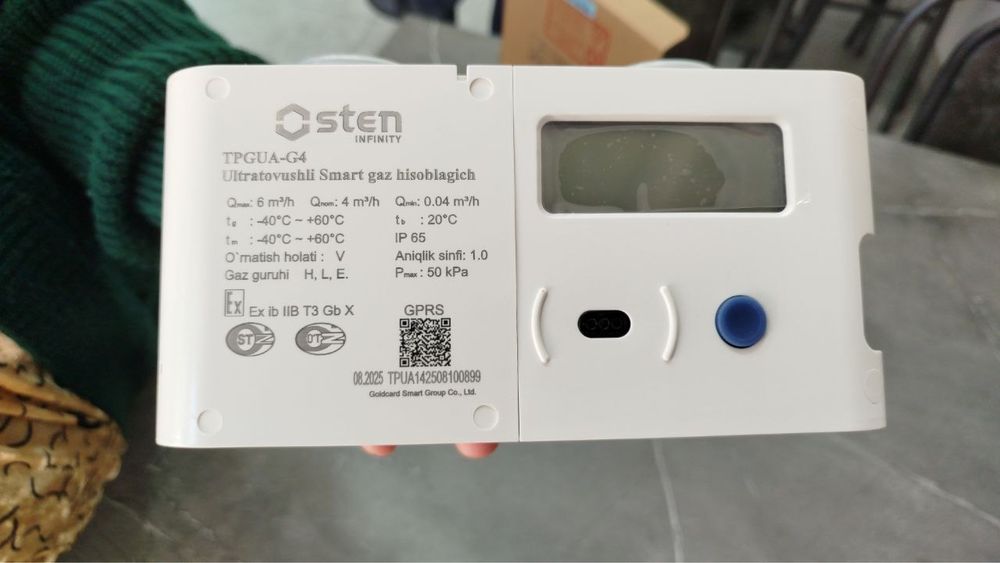 sten
INFINITY
TPGUA-G4
Ultratovushli Smart gaz hisoblagich
Qmax: 6 m³/h Qnom: 4 m³/h Qmin: 0.04 m³/h
tg : -40°C ~ +60°C tb : 20°C
tm : -40°C ~ +60°C IP 65
O`rnatish holati : V Aniqlik sinfi: 1.0
Gaz guruhi H, L, E. Pmax : 50 kPa
Ex Ex ib IIB T3 Gb X
GPRS
08.2025 TPUA142508100899
Goldcard Smart Group Co., Ltd.